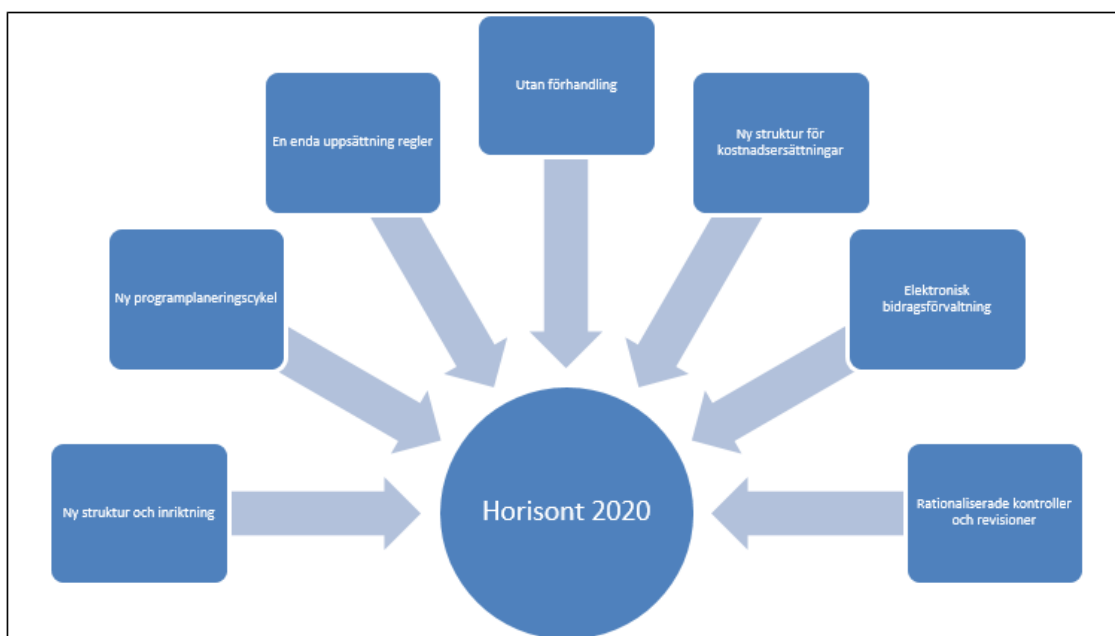 Utan förhandling
En enda uppsättning regler
Ny struktur för
kostnadsersättningar
Ny programplaneringscykel
Elektronisk
bidragsförvaltning
Ny struktur och inriktning
Horisont 2020
Rationaliserade kontroller
och revisioner